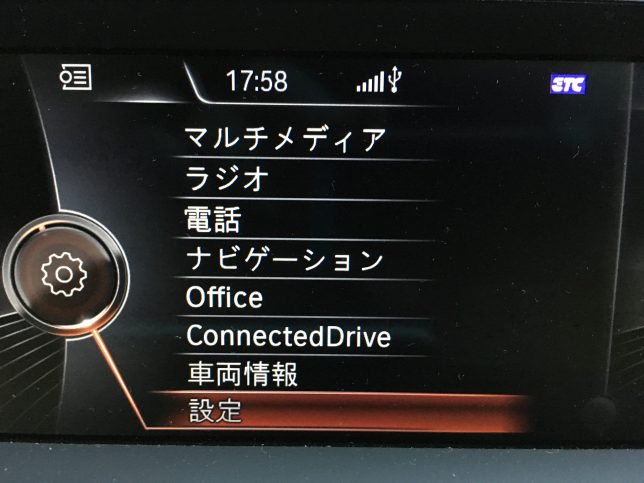 17:58
ETC
マルチメディア
ラジオ
電話
ナビゲーション
Office
ConnectedDrive
車両情報
設定